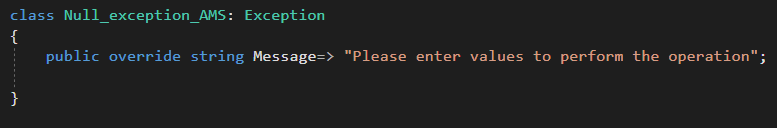 class Null_exception_AMS: Exception
{
public override string Message=> "Please enter values to perform the operation";
}